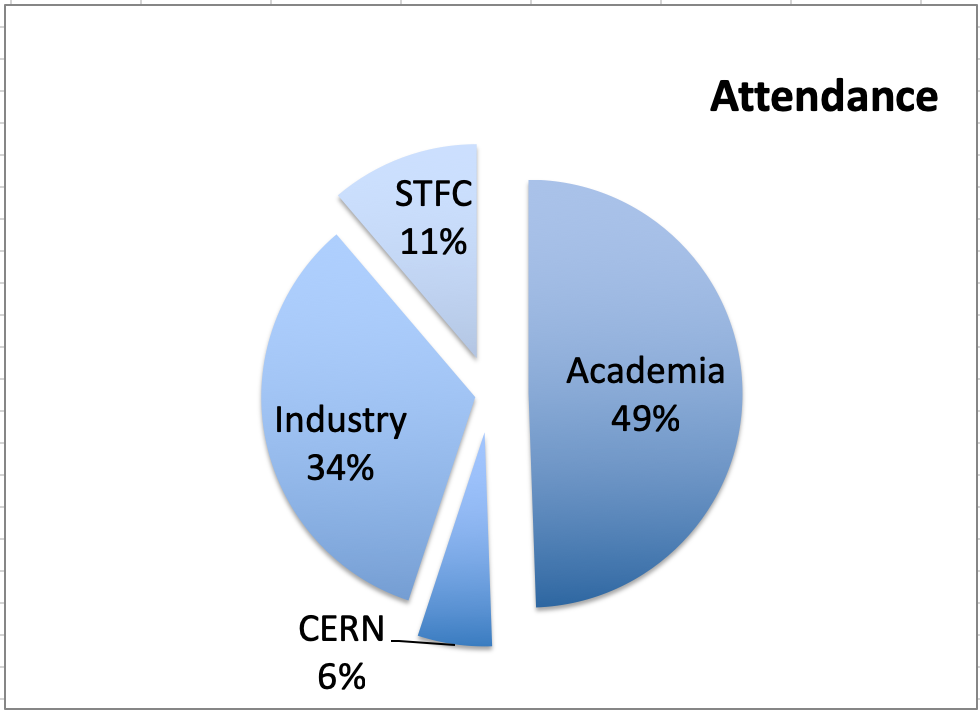 Attendance
STFC
11%
Academia
49%
Industry
34%
CERN
6%